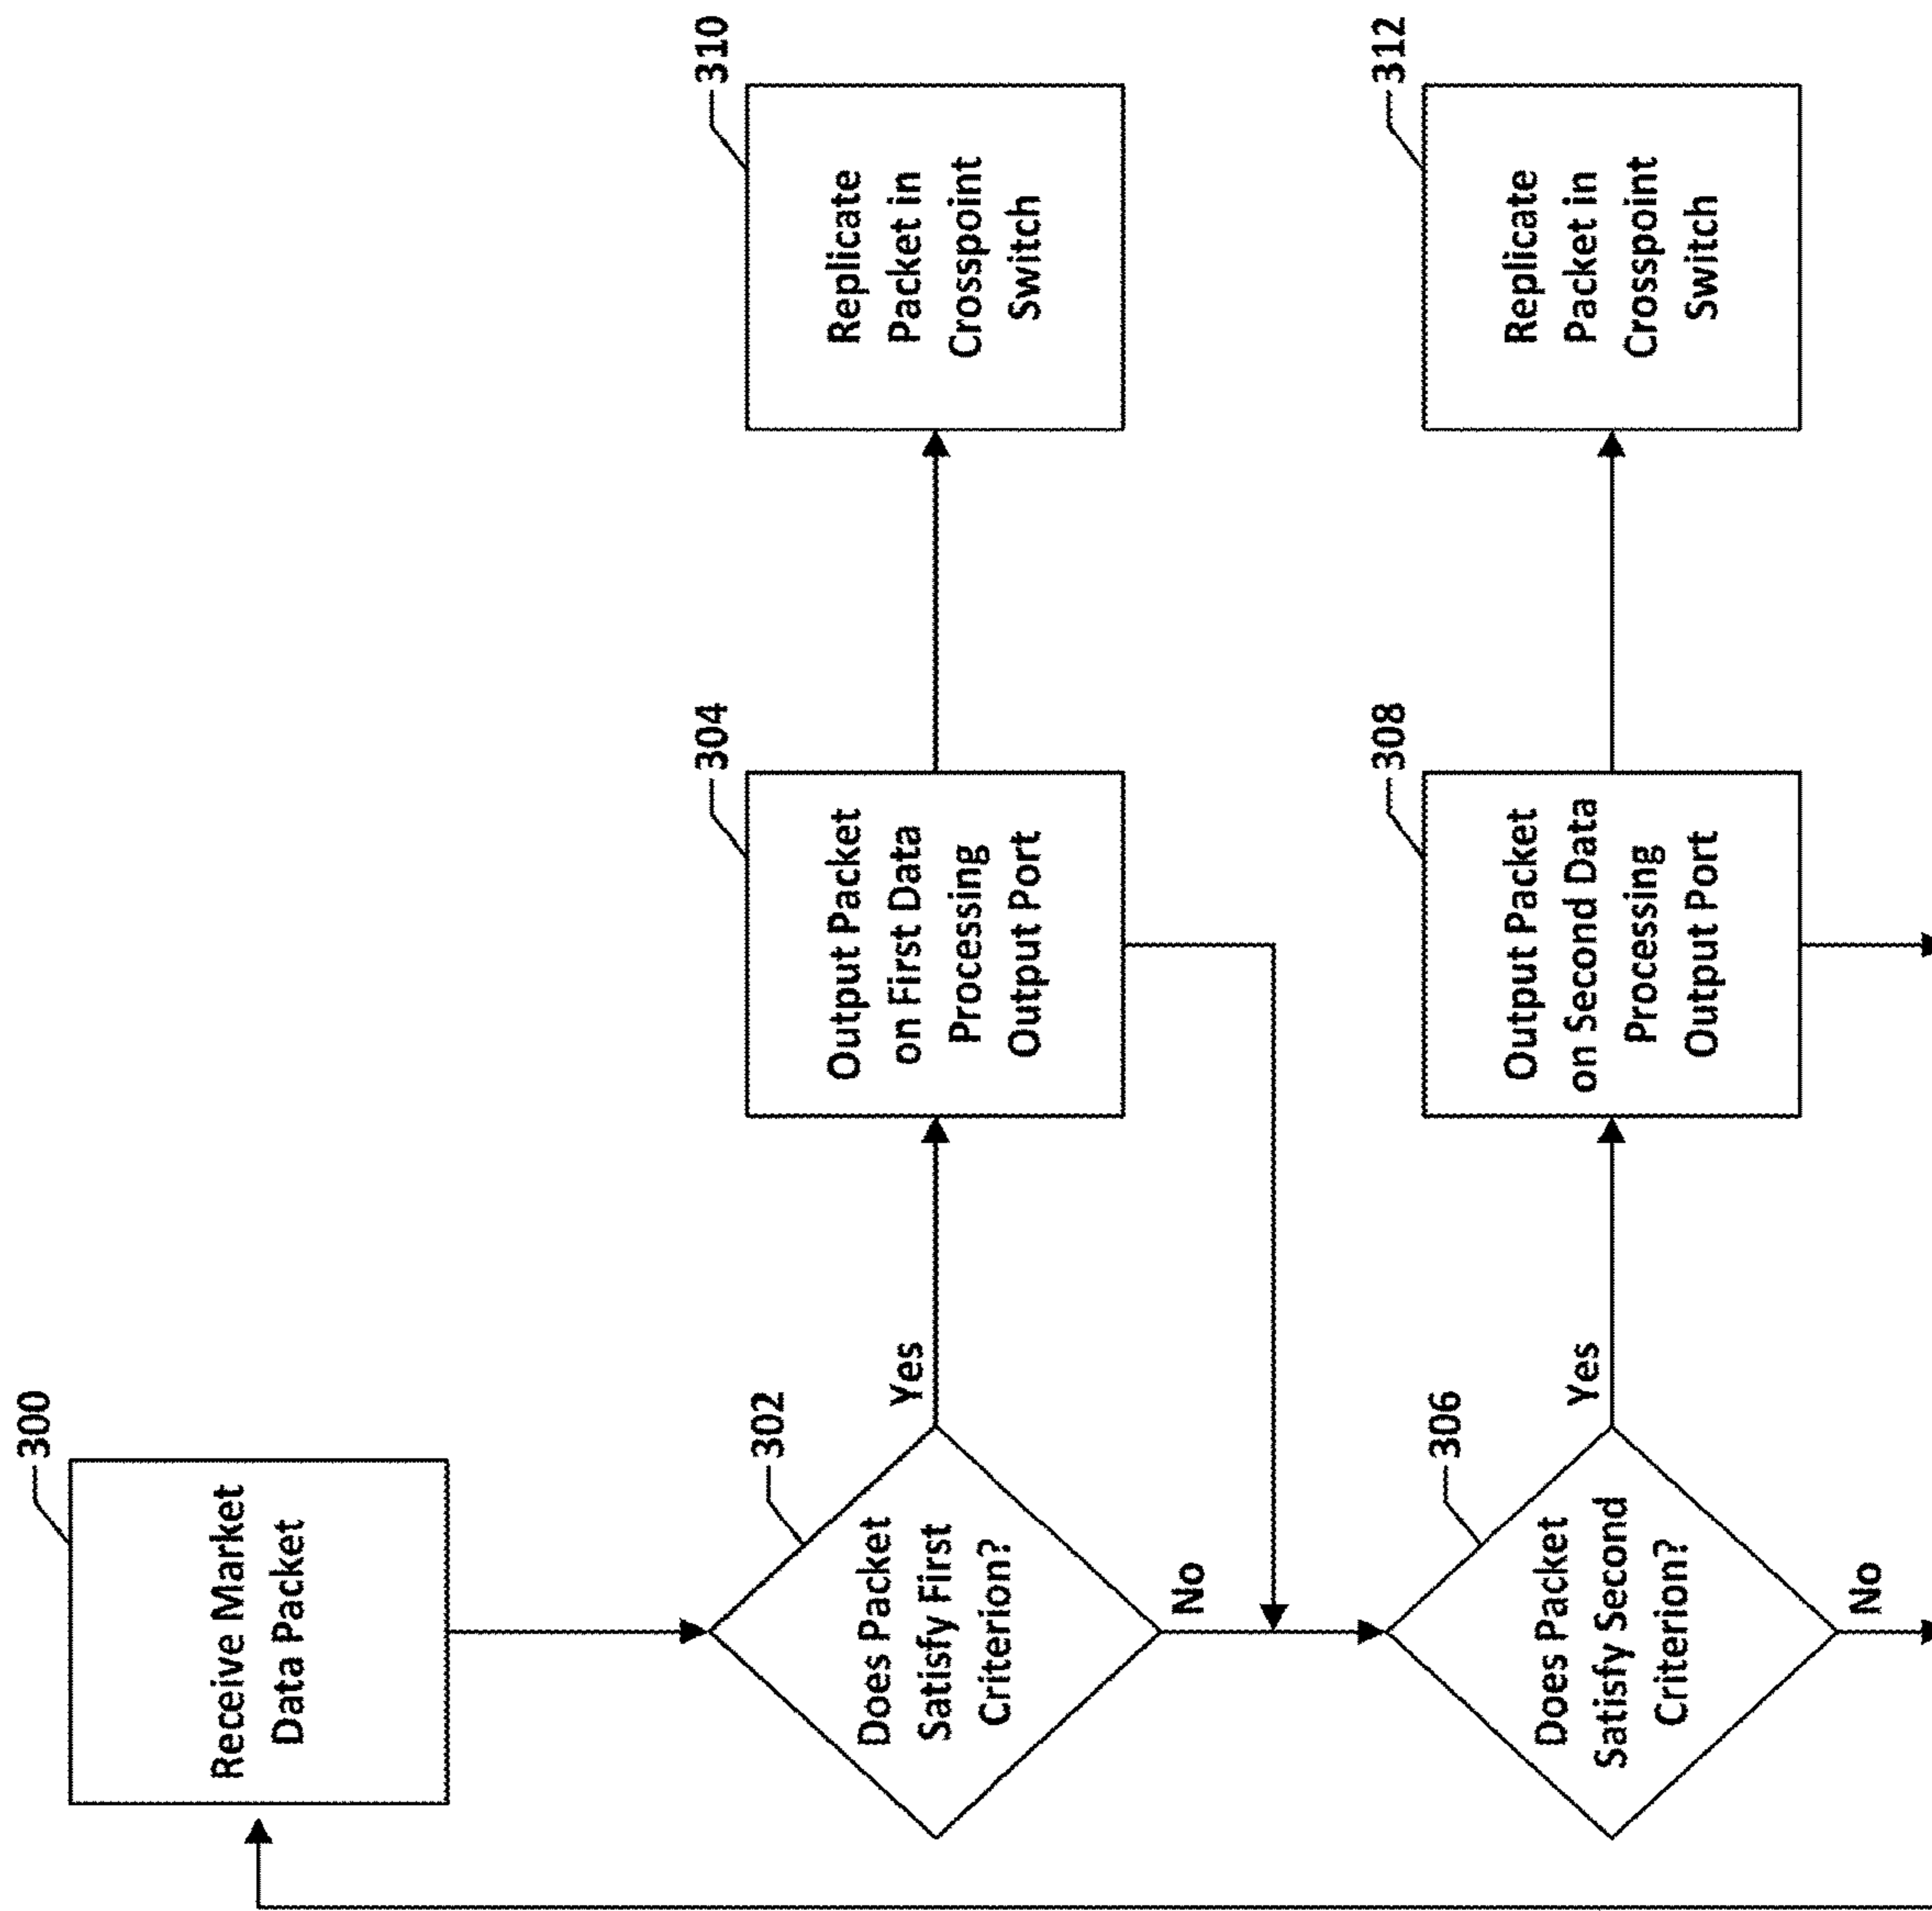 300
Receive Market
Data Packet
302
Does Packet
Satisfy First
Criterion?
Yes
No
304
Output Packet
on First Data
Processing
Output Port
310
Replicate
Packet in
Crosspoint
Switch
306
Does Packet
Satisfy Second
Criterion?
Yes
No
308
Output Packet
on Second Data
Processing
Output Port
312
Replicate
Packet in
Crosspoint
Switch